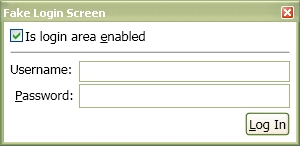 Fake Login Screen
Is login area enabled
Username:
Password:
Log In